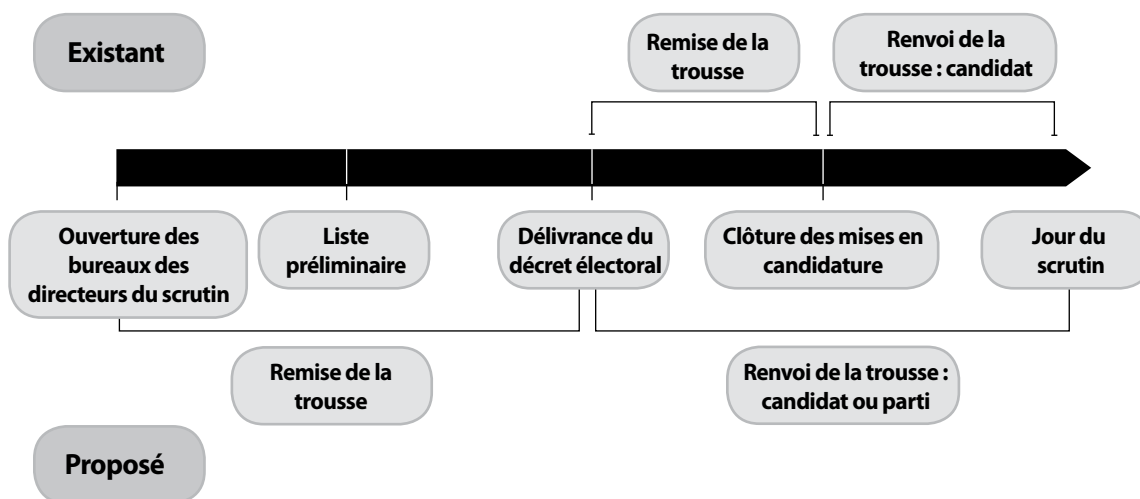 Existant
Remise de la
trousse
Renvoi de la
trousse : candidat
Ouverture des
bureaux des
directeurs du scrutin
Liste
préliminaire
Délivrance du
décret électoral
Clôture des mises en
candidature
Jour du
scrutin
Remise de la
trousse
Renvoi de la trousse :
candidat ou parti
Proposé